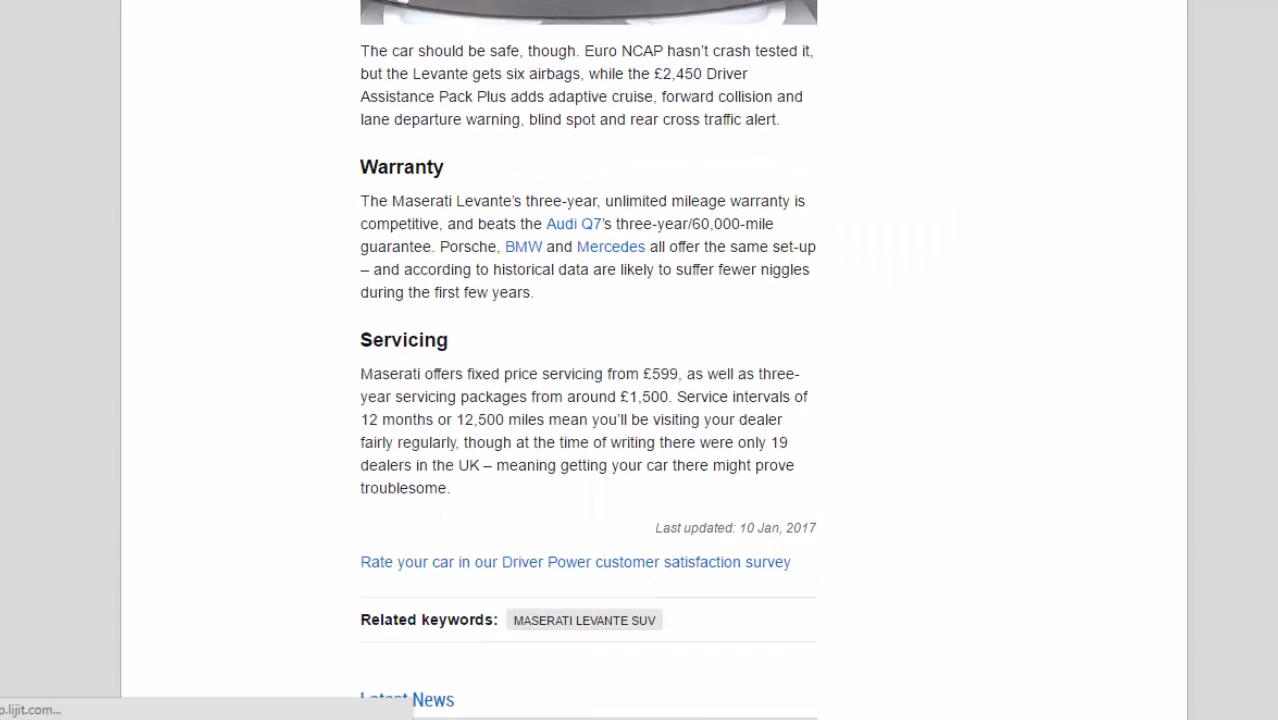 The car should be safe, though. Euro NCAP hasn’t crash tested it,
but the Levante gets six airbags, while the £2,450 Driver
Assistance Pack Plus adds adaptive cruise, forward collision and
lane departure warning, blind spot and rear cross traffic alert.
Warranty
The Maserati Levante’s three-year, unlimited mileage warranty is
competitive, and beats the Audi Q7’s three-year/60,000-mile
guarantee. Porsche, BMW and Mercedes all offer the same set-up
– and according to historical data are likely to suffer fewer niggles
during the first few years.
Servicing
Maserati offers fixed price servicing from £599, as well as three-
year servicing packages from around £1,500. Service intervals of
12 months or 12,500 miles mean you’ll be visiting your dealer
fairly regularly, though at the time of writing there were only 19
dealers in the UK – meaning getting your car there might prove
troublesome.
Last updated: 10 Jan, 2017
Rate your car in our Driver Power customer satisfaction survey
Related keywords: MASERATI LEVANTE SUV
Latest News
o.lijit.com...